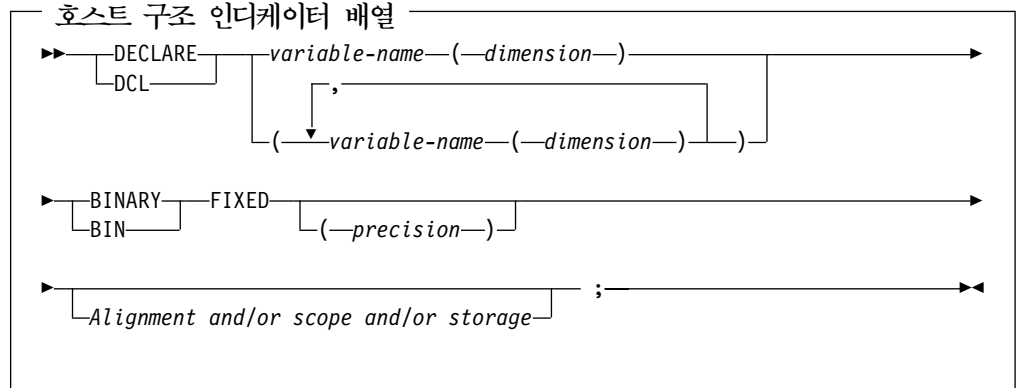 호스트 구조 인디케이터 배열
DECLARE variable-name ( dimension )
DCL ,
( variable-name ( dimension ) )
BINARY FIXED
BIN ( precision )
;
Alignment and/or scope and/or storage